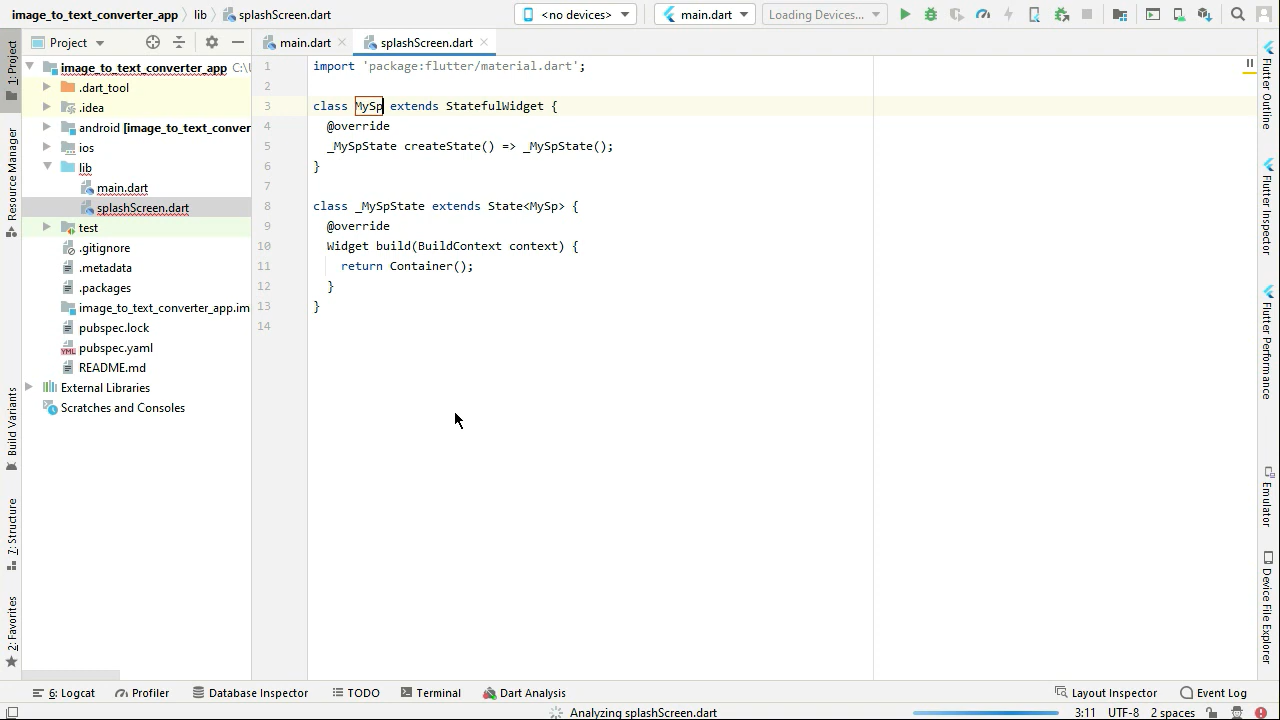 image_to_text_converter_app lib splashScreen.dart <no devices> main.dart Loading Devices...
Project main.dart splashScreen.dart
image_to_text_converter_app C:\U
.dart_tool
.idea
android [image_to_text_conver
ios
lib
main.dart
splashScreen.dart
test
.gitignore
.metadata
.packages
image_to_text_converter_app.im
pubspec.lock
pubspec.yaml
README.md
External Libraries
Scratches and Consoles
1 import 'package:flutter/material.dart';
2
3 class MySp extends StatefulWidget {
4 @override
5 _MySpState createState() => _MySpState();
6 }
7
8 class _MySpState extends State<MySp> {
9 @override
10 Widget build(BuildContext context) {
11 return Container();
12 }
13 }
14
1: Project
Resource Manager
Build Variants
7: Structure
2: Favorites
Flutter Outline
Flutter Inspector
Flutter Performance
Emulator
Device File Explorer
6: Logcat Profiler Database Inspector TODO Terminal Dart Analysis Layout Inspector Event Log
Analyzing splashScreen.dart 3:11 UTF-8 2 spaces